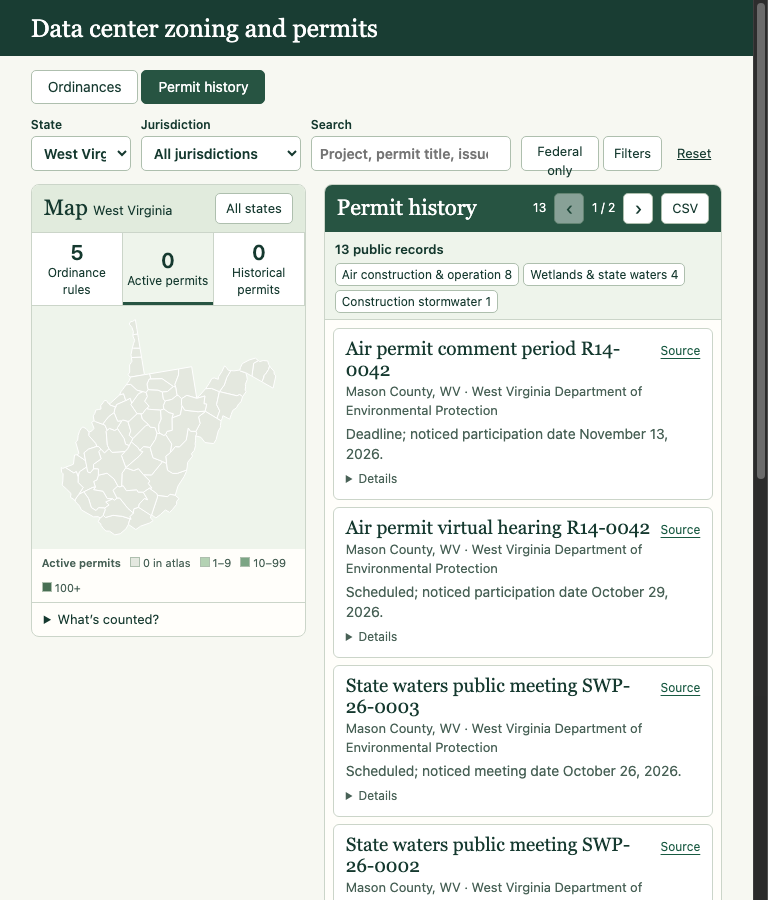 Data center zoning and permits
Ordinances
Permit history
State
Jurisdiction
Search
West Virg
All jurisdictions
Project, permit title, issue
Federal
only
Filters
Reset
Map West Virginia
All states
5
Ordinance
rules
0
Active permits
0
Historical
permits
Active permits 0 in atlas 1–9 10–99
100+
What's counted?
Permit history
13 ‹ 1 / 2 › CSV
13 public records
Air construction & operation 8
Wetlands & state waters 4
Construction stormwater 1
Air permit comment period R14-
0042
Source
Mason County, WV · West Virginia Department of
Environmental Protection
Deadline; noticed participation date November 13,
2026.
Details
Air permit virtual hearing R14-0042
Source
Mason County, WV · West Virginia Department of
Environmental Protection
Scheduled; noticed participation date October 29,
2026.
Details
State waters public meeting SWP-
26-0003
Source
Mason County, WV · West Virginia Department of
Environmental Protection
Scheduled; noticed meeting date October 26, 2026.
Details
State waters public meeting SWP-
26-0002
Source
Mason County, WV · West Virginia Department of